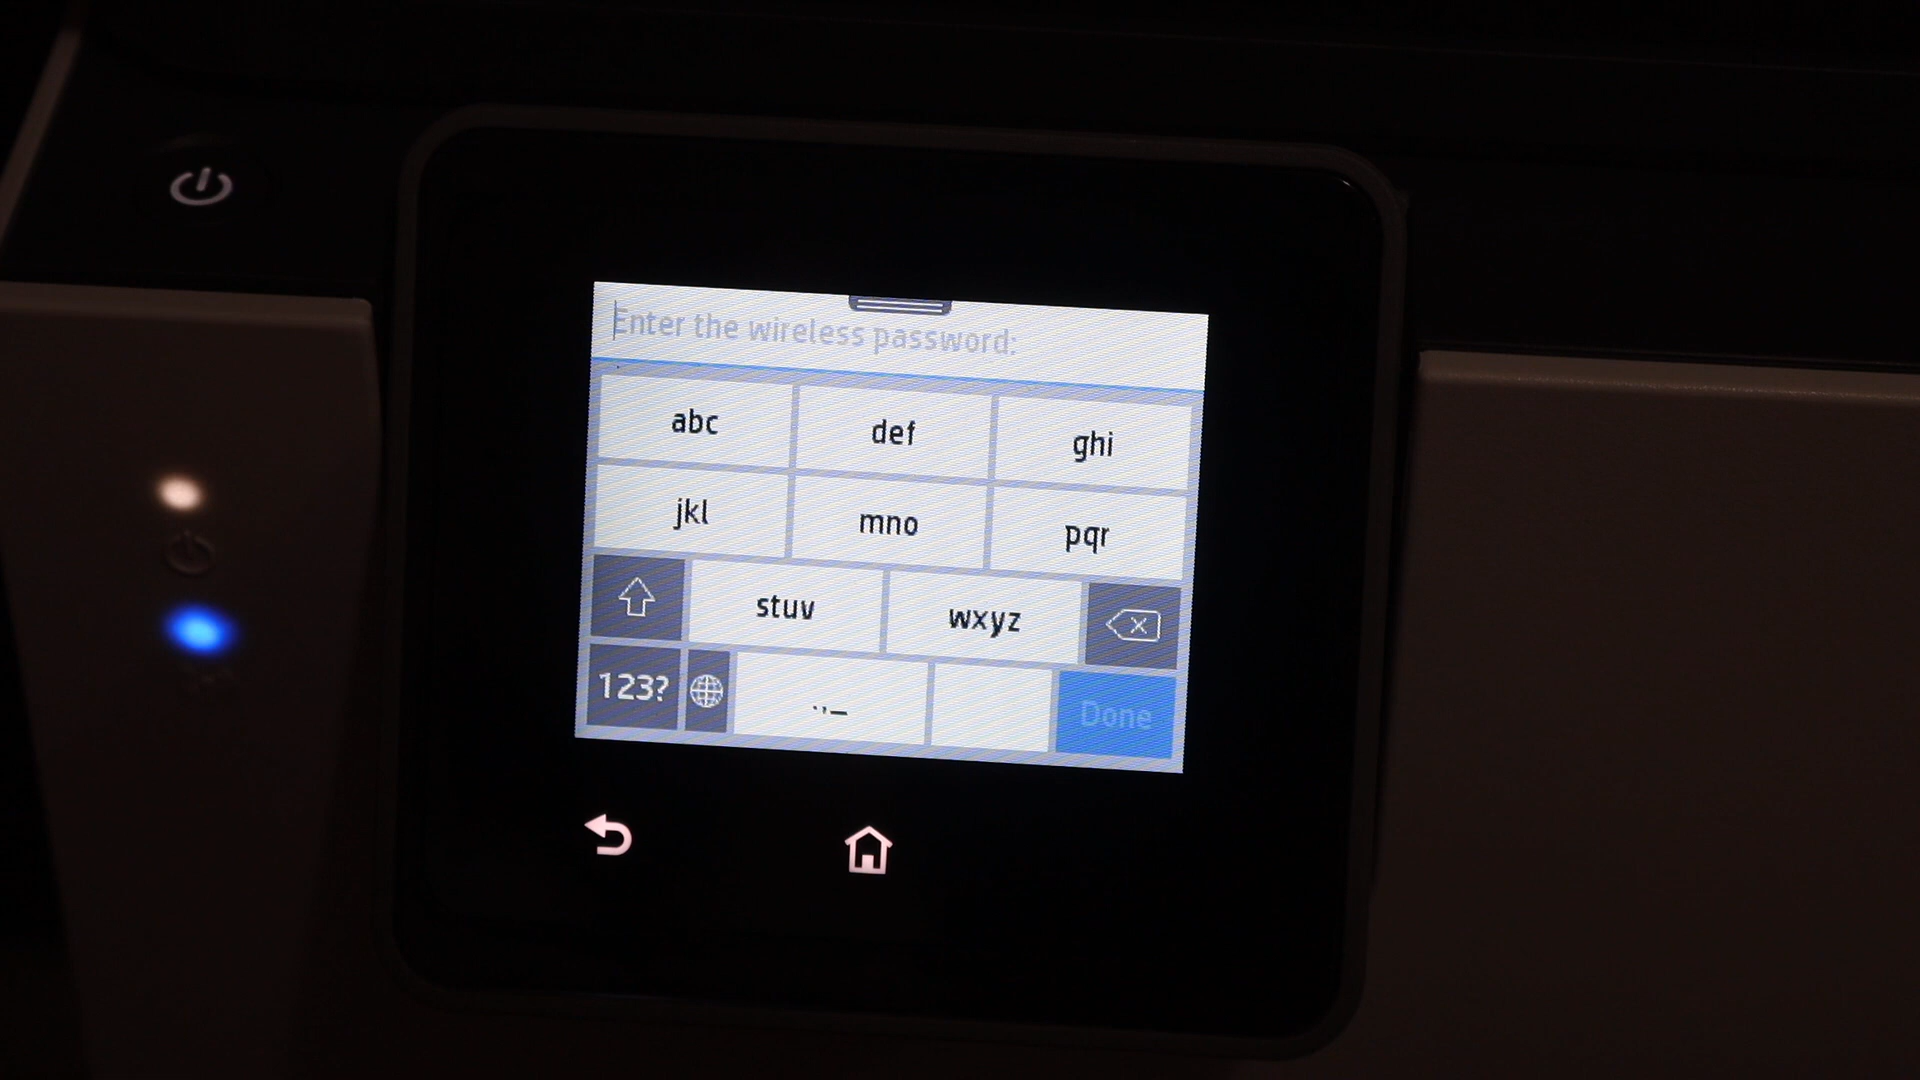 Enter the wireless password:
abc def ghi
jkl mno pqr
stuv wxyz
123? .,_ Done